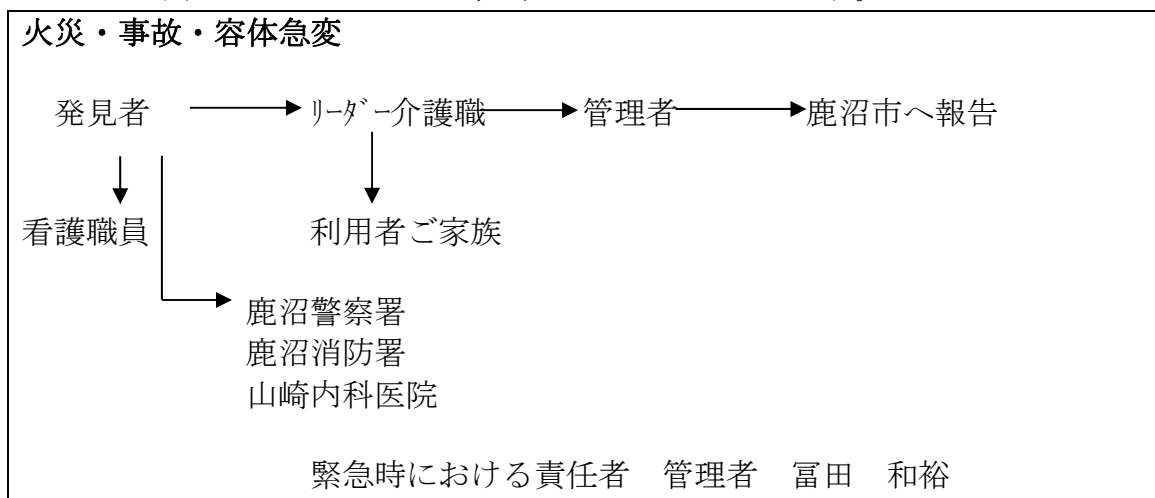 火災・事故・容体急変
発見者 ﾘｰﾀﾞｰ介護職 管理者 鹿沼市へ報告
看護職員 利用者ご家族
鹿沼警察署
鹿沼消防署
山崎内科医院
緊急時における責任者 管理者 冨田 和裕